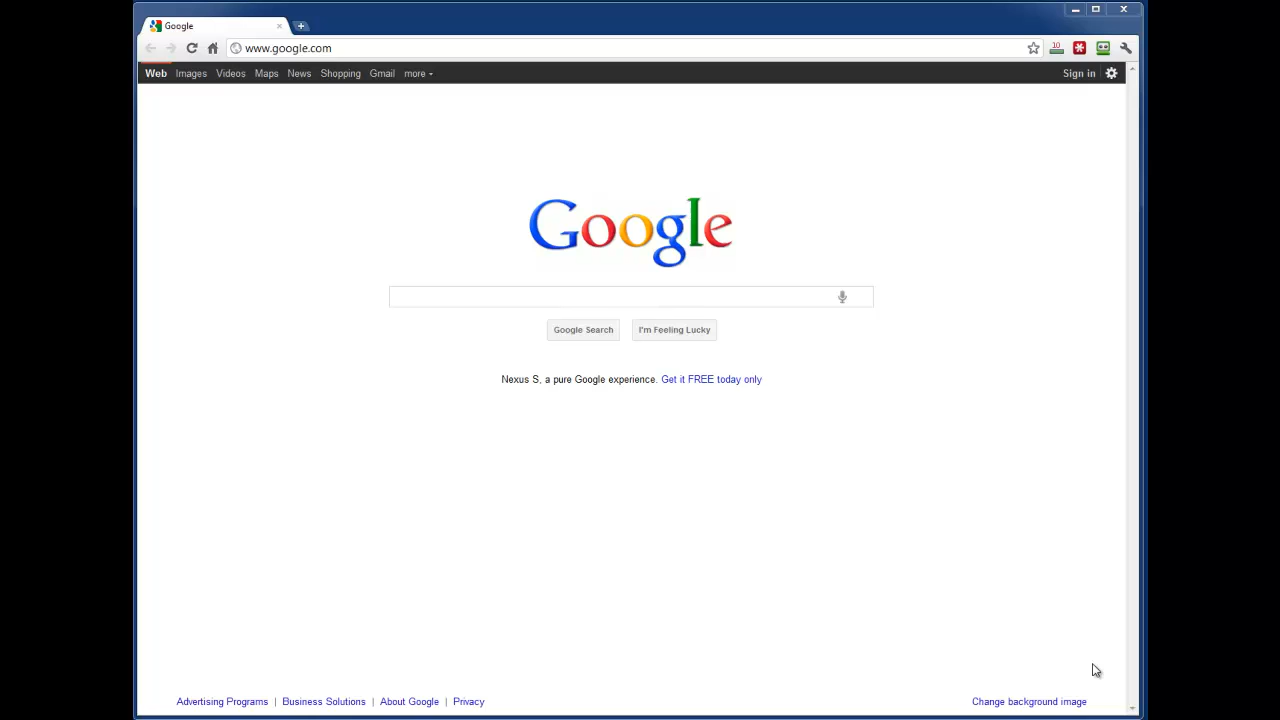 Google
www.google.com
10
Web Images Videos Maps News Shopping Gmail more Sign in
Google
Google Search I'm Feeling Lucky
Nexus S, a pure Google experience. Get it FREE today only
Advertising Programs | Business Solutions | About Google | Privacy Change background image